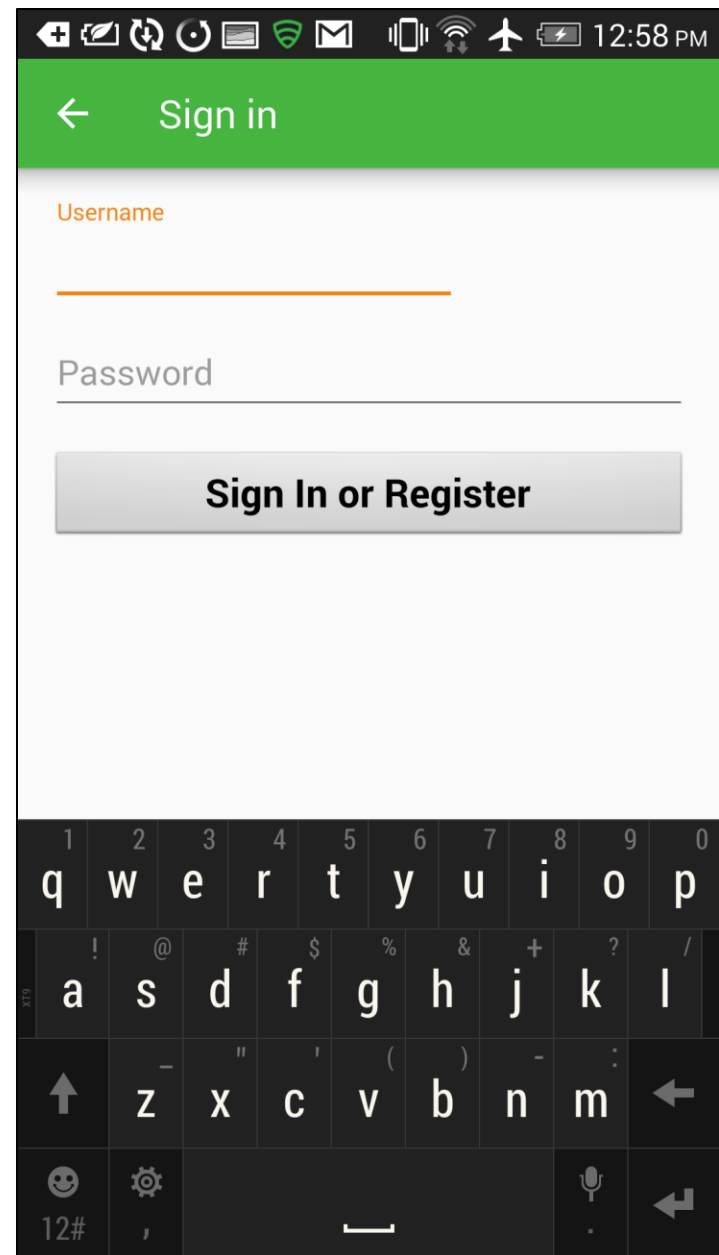 12:58 PM
Sign in
Username
Password
Sign In or Register
1 2 3 4 5 6 7 8 9 0
q w e r t y u i o p
! @ # $ % & + ? /
a s d f g h j k l
XT9
_ " ' ( ) - :
z x c v b n m
12# , .